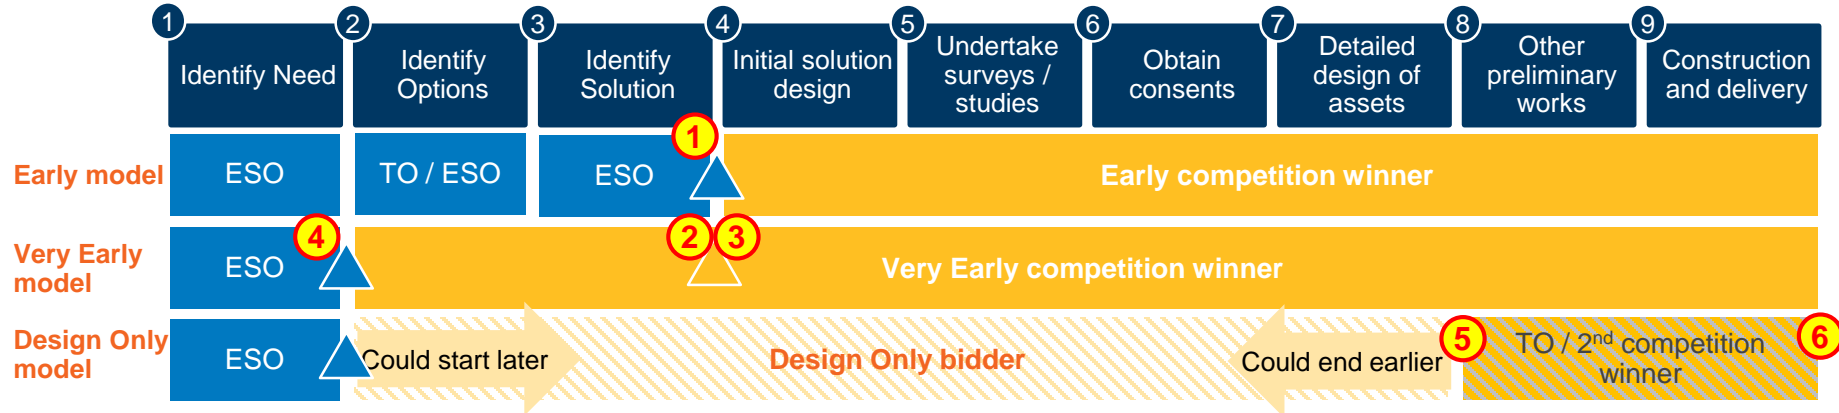 1
Identify Need
2
Identify
Options
3
Identify
Solution
4
Initial solution
design
5
Undertake
surveys /
studies
6
Obtain
consents
7
Detailed
design of
assets
8
Other
preliminary
works
9
Construction
and delivery
Early model
ESO
TO / ESO
ESO
1
Early competition winner
Very Early
model
ESO
4
2
3
Very Early competition winner
Design Only
model
ESO
Could start later
Design Only bidder
Could end earlier
5
TO / 2nd competition
winner
6